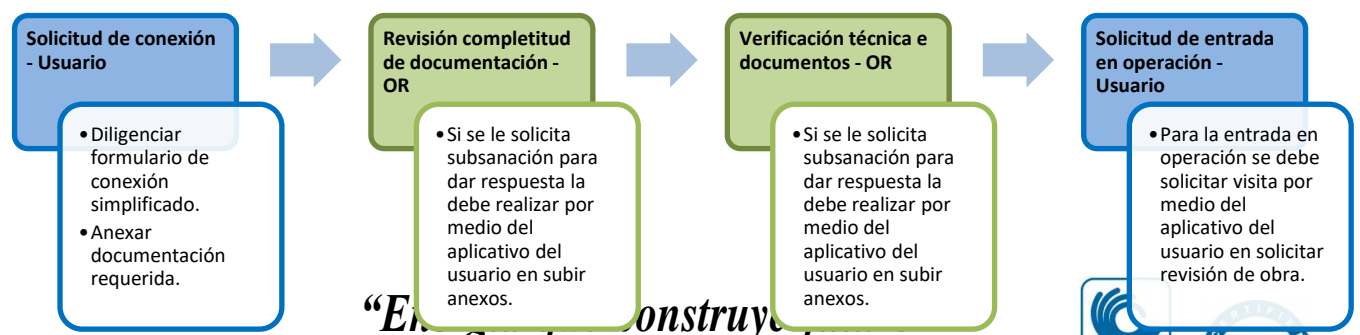 Solicitud de conexión
- Usuario
• Diligenciar
formulario de
conexión
simplificado.
• Anexar
documentación
requerida.
Revisión completitud
de documentación -
OR
• Si se le solicita
subsanación para
dar respuesta la
debe realizar por
medio del
aplicativo del
usuario en subir
anexos.
Verificación técnica e
documentos - OR
• Si se le solicita
subsanación para
dar respuesta la
debe realizar por
medio del
aplicativo del
usuario en subir
anexos.
Solicitud de entrada
en operación -
Usuario
• Para la entrada en
operación se debe
solicitar visita por
medio del
aplicativo del
usuario en solicitar
revisión de obra.